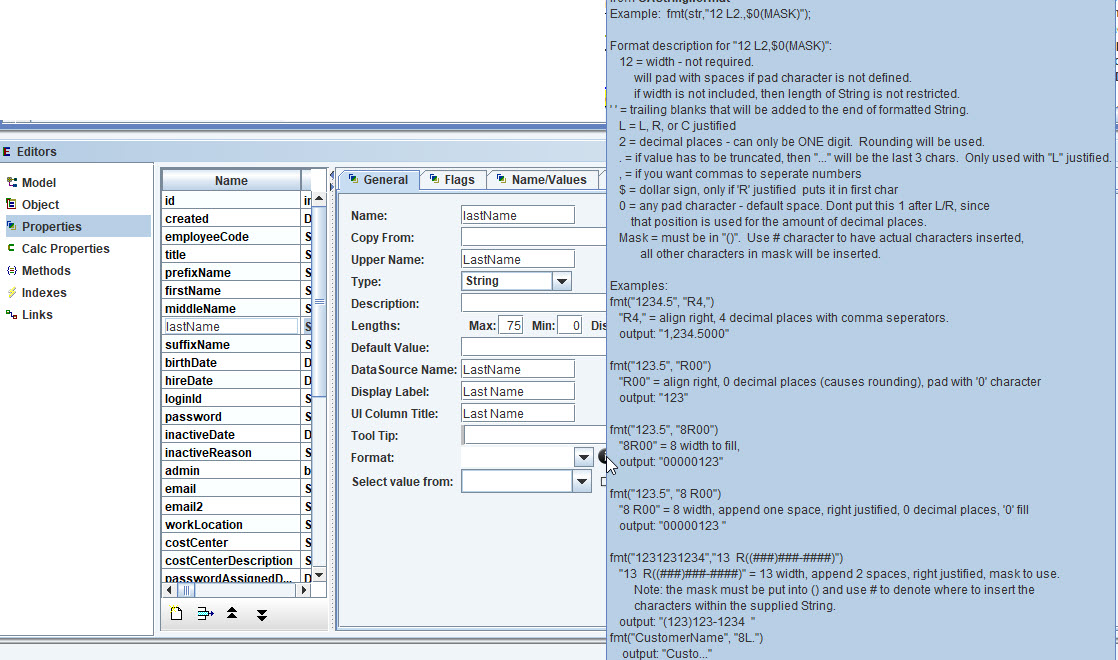 Example:  fmt(str,"12 L2.,$0(MASK)");
Format description for "12 L2,$0(MASK)":
12 = width - not required.
will pad with spaces if pad character is not defined.
if width is not included, then length of String is not restricted.
' ' = trailing blanks that will be added to the end of formatted String.
L = L, R, or C justified
2 = decimal places - can only be ONE digit.  Rounding will be used.
. = if value has to be truncated, then "..." will be the last 3 chars.  Only used with "L" justified.
, = if you want commas to seperate numbers
$ = dollar sign, only if 'R' justified  puts it in first char
0 = any pad character - default space. Dont put this 1 after L/R, since
that position is used for the amount of decimal places.
Mask = must be in "()".  Use # character to have actual characters inserted,
all other characters in mask will be inserted.
Examples:
fmt("1234.5", "R4,")
"R4," = align right, 4 decimal places with comma seperators.
output: "1,234.5000"
fmt("123.5", "R00")
"R00" = align right, 0 decimal places (causes rounding), pad with '0' character
output: "123"
fmt("123.5", "8R00")
"8R00" = 8 width to fill,
output: "00000123"
fmt("123.5", "8 R00")
"8 R00" = 8 width, append one space, right justified, 0 decimal places, '0' fill
output: "00000123 "
fmt("1231231234","13  R((###)###-####)")
"13  R((###)###-####)" = 13 width, append 2 spaces, right justified, mask to use.
Note: the mask must be put into () and use # to denote where to insert the
characters within the supplied String.
output: "(123)123-1234  "
fmt("CustomerName", "8L.")
output: "Custo..."
E Editors
Model
Object
Properties
C Calc Properties
Methods
Indexes
Links
Name
id
created D
employeeCode S
title S
prefixName S
firstName S
middleName S
lastName S
suffixName S
birthDate D
hireDate D
loginId S
password S
inactiveDate D
inactiveReason S
admin b
email S
email2 S
workLocation S
costCenter S
costCenterDescription S
passwordAssignedD... D
General Flags Name/Values
Name: lastName
Copy From:
Upper Name: LastName
Type: String
Description:
Lengths: Max: 75 Min: 0 Dis
Default Value:
DataSource Name: LastName
Display Label: Last Name
UI Column Title: Last Name
Tool Tip:
Format:
Select value from: